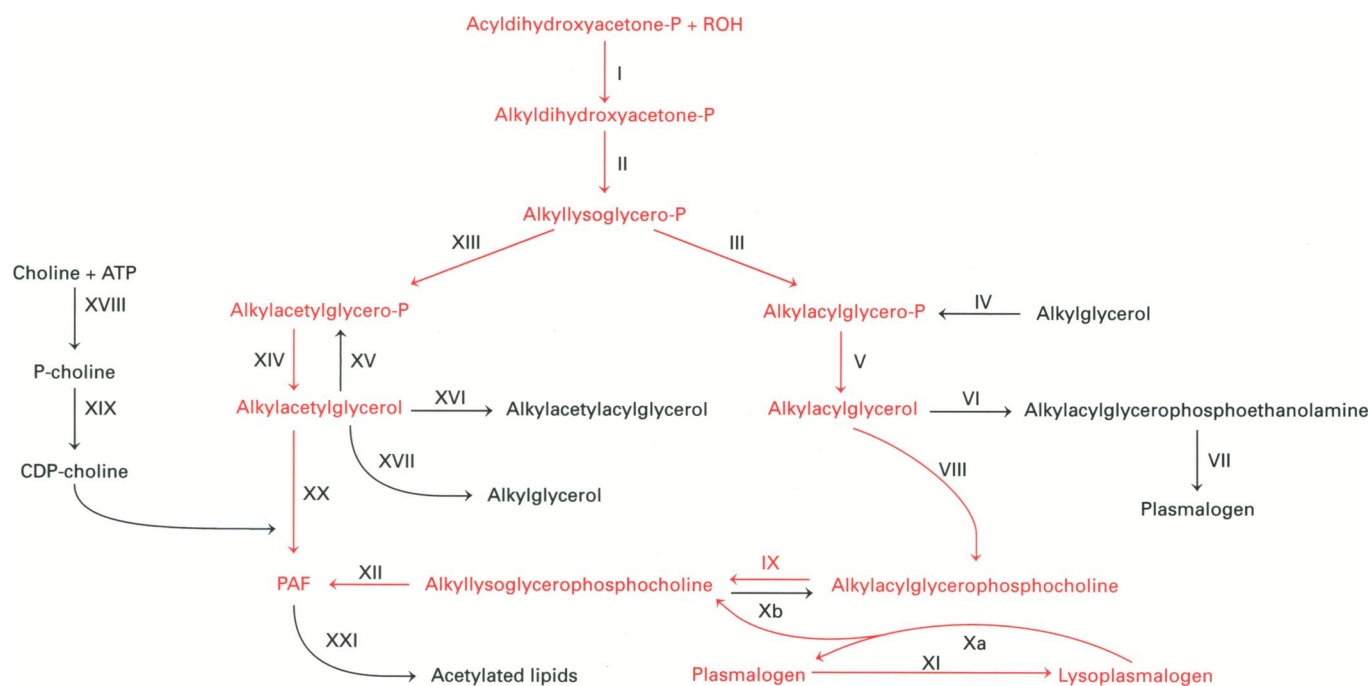 Acyldihydroxyacetone-P + ROH
I
Alkyldihydroxyacetone-P
II
Alkyllysoglycero-P
XIII
III
Choline + ATP
XVIII
Alkylacetylglycero-P
Alkylacylglycero-P
IV
Alkylglycerol
XIV
XV
V
P-choline
XIX
Alkylacetylglycerol
XVI
Alkylacetylacylglycerol
Alkylacylglycerol
VI
Alkylacylglycerophosphoethanolamine
XVII
VIII
VII
CDP-choline
XX
Alkylglycerol
Plasmalogen
PAF
XII
Alkyllysoglycerophosphocholine
IX
Xb
Alkylacylglycerophosphocholine
XXI
Xa
Acetylated lipids
Plasmalogen
XI
Lysoplasmalogen